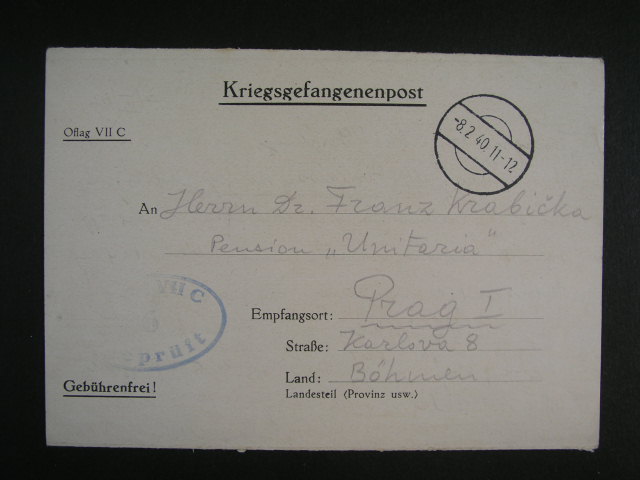 Kriegsgefangenenpost
Oflag VII C
-8.2.40.11-12
An Herrn Dr. Franz Krabička
Pension „Unitaria"
VII C
geprüft
Empfangsort: Prag I
Straße: Karlova 8
Land: Böhmen
Landesteil (Provinz usw.)
Gebührenfrei!